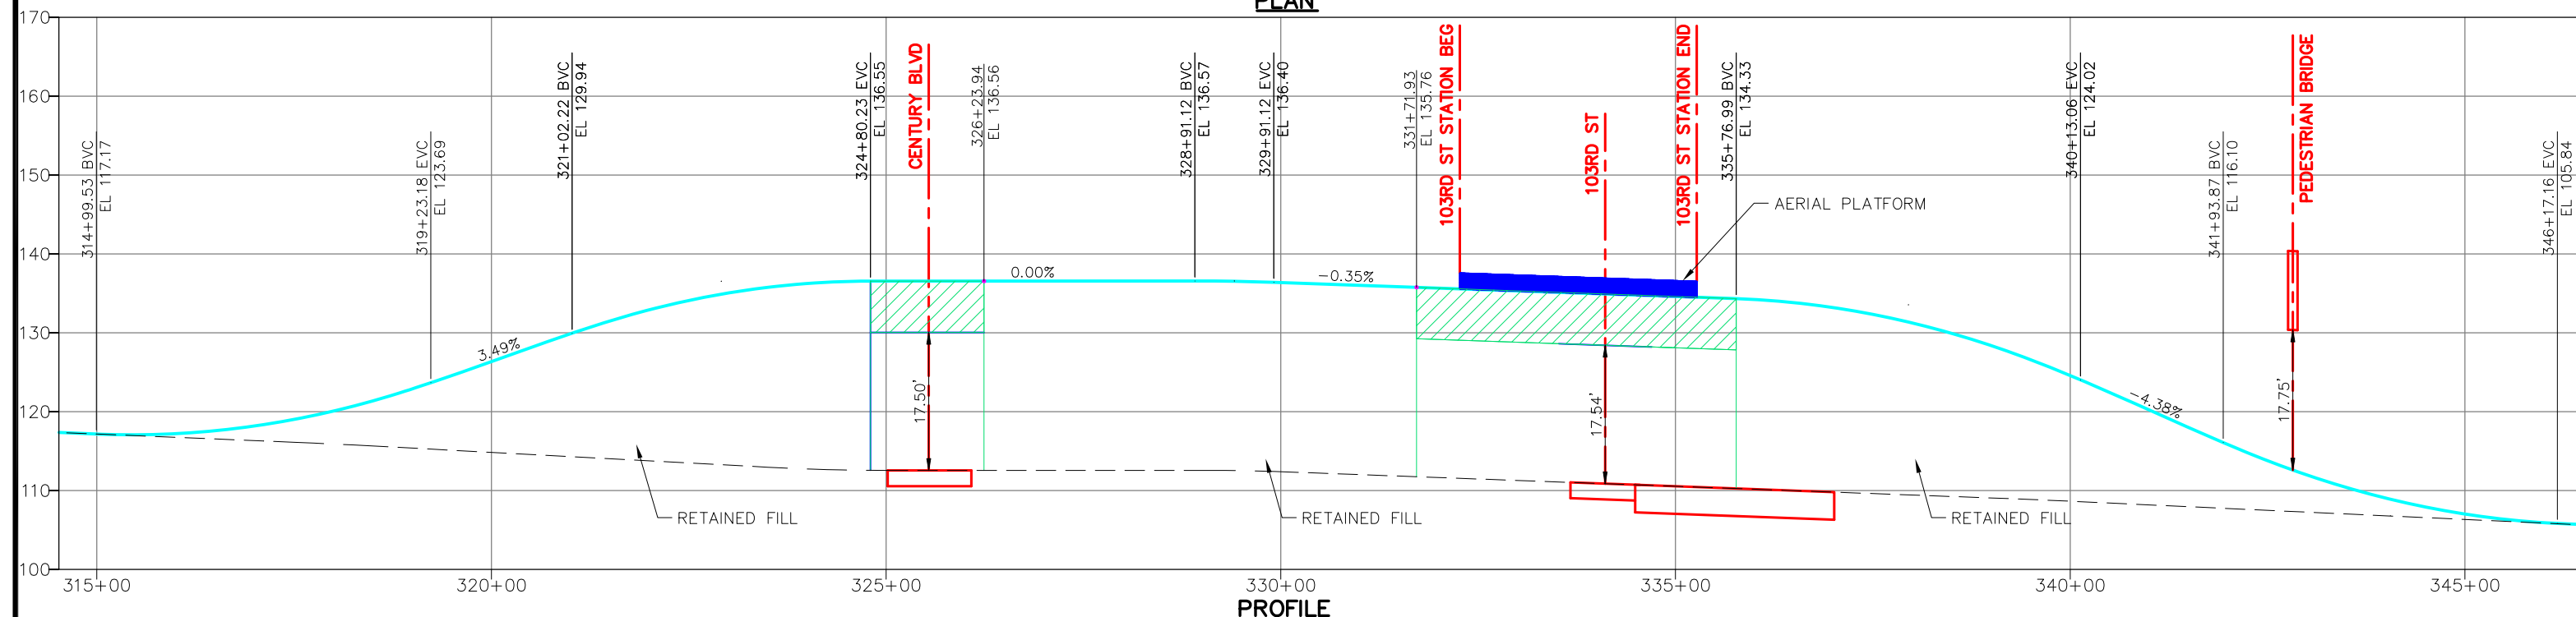 PLAN
170
160
150
140
130
120
110
100
314+99.53 BVC
EL 117.17
319+23.18 EVC
EL 123.69
321+02.22 BVC
EL 129.94
324+80.23 EVC
EL 136.55
CENTURY BLVD
326+23.94
EL 136.56
328+91.12 BVC
EL 136.57
329+91.12 EVC
EL 136.40
331+71.93
EL 135.76
103RD ST STATION BEG
103RD ST
103RD ST STATION END
335+76.99 BVC
EL 134.33
AERIAL PLATFORM
340+13.06 EVC
EL 124.02
341+93.87 BVC
EL 116.10
PEDESTRIAN BRIDGE
346+17.16 EVC
EL 105.84
3.49%
0.00%
-0.35%
-4.38%
17.50'
17.54'
17.75'
RETAINED FILL
RETAINED FILL
RETAINED FILL
315+00
320+00
325+00
330+00
335+00
340+00
345+00
PROFILE